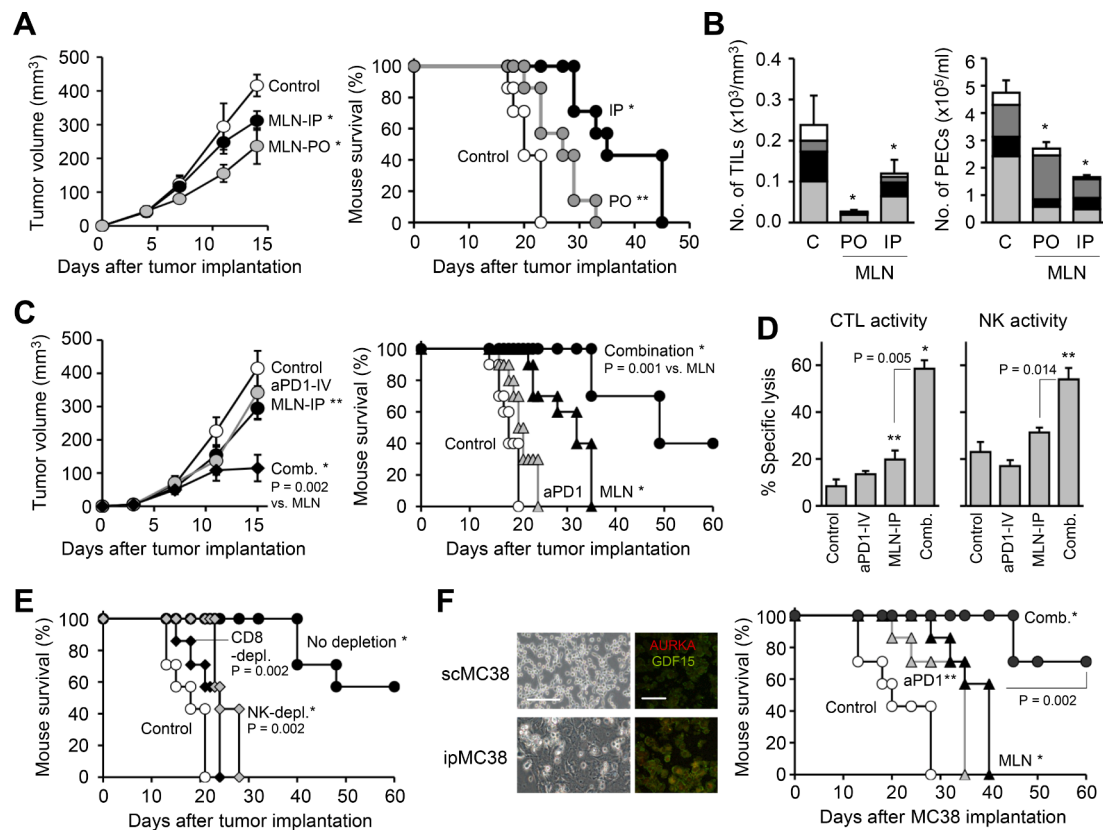 A
Tumor volume (mm³)
500
400
300
200
100
0
0 5 10 15
Days after tumor implantation
Control
MLN-IP *
MLN-PO *
Mouse survival (%)
100
80
60
40
20
0
0 10 20 30 40 50
Days after tumor implantation
IP *
Control
PO **
B
No. of TILs (x10³/mm³)
0.3
0.2
0.1
0.0
*
*
C PO IP
MLN
No. of PECs (x10⁵/ml)
6
5
4
3
2
1
0
*
*
C PO IP
MLN
C
Tumor volume (mm³)
500
400
300
200
100
0
0 5 10 15
Days after tumor implantation
Control
aPD1-IV
MLN-IP **
Comb. *
P = 0.002
vs. MLN
Mouse survival (%)
100
80
60
40
20
0
0 10 20 30 40 50 60
Days after tumor implantation
Combination *
P = 0.001 vs. MLN
Control
aPD1
MLN *
D
CTL activity
NK activity
% Specific lysis
60
40
20
0
P = 0.005
*
**
P = 0.014
**
Control
aPD1-IV
MLN-IP
Comb.
Control
aPD1-IV
MLN-IP
Comb.
E
Mouse survival (%)
100
80
60
40
20
0
0 10 20 30 40 50 60
Days after tumor implantation
CD8
-depl.
P = 0.002
No depletion *
NK-depl.*
P = 0.002
Control
F
scMC38
ipMC38
AURKA
GDF15
Mouse survival (%)
100
80
60
40
20
0
0 10 20 30 40 50 60
Days after MC38 implantation
Comb.*
aPD1**
P = 0.002
Control
MLN *